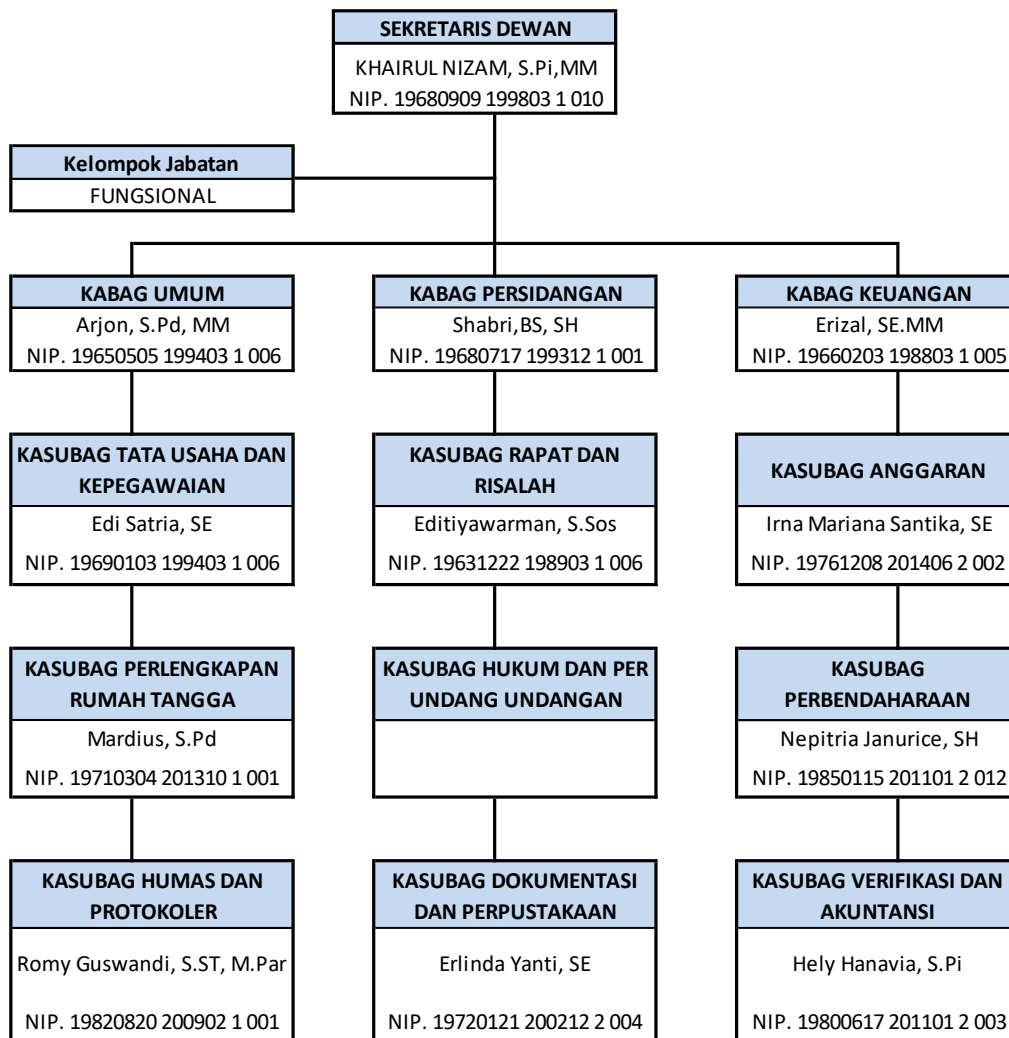 SEKRETARIS DEWAN
KHAIRUL NIZAM, S.Pi,MM
NIP. 19680909 199803 1 010
Kelompok Jabatan
FUNGSIONAL
KABAG UMUM
Arjon, S.Pd, MM
NIP. 19650505 199403 1 006
KABAG PERSIDANGAN
Shabri,BS, SH
NIP. 19680717 199312 1 001
KABAG KEUANGAN
Erizal, SE.MM
NIP. 19660203 198803 1 005
KASUBAG TATA USAHA DAN
KEPEGAWAIAN
Edi Satria, SE
NIP. 19690103 199403 1 006
KASUBAG RAPAT DAN
RISALAH
Editiyawarman, S.Sos
NIP. 19631222 198903 1 006
KASUBAG ANGGARAN
Irna Mariana Santika, SE
NIP. 19761208 201406 2 002
KASUBAG PERLENGKAPAN
RUMAH TANGGA
Mardius, S.Pd
NIP. 19710304 201310 1 001
KASUBAG HUKUM DAN PER
UNDANG UNDANGAN
KASUBAG
PERBENDAHARAAN
Nepitria Janurice, SH
NIP. 19850115 201101 2 012
KASUBAG HUMAS DAN
PROTOKOLER
Romy Guswandi, S.ST, M.Par
NIP. 19820820 200902 1 001
KASUBAG DOKUMENTASI
DAN PERPUSTAKAAN
Erlinda Yanti, SE
NIP. 19720121 200212 2 004
KASUBAG VERIFIKASI DAN
AKUNTANSI
Hely Hanavia, S.Pi
NIP. 19800617 201101 2 003